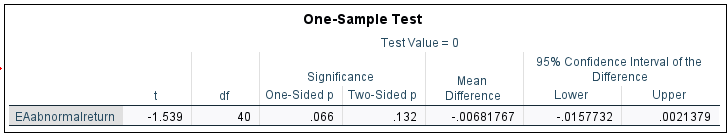 One-Sample Test
Test Value = 0
95% Confidence Interval of the
Significance Mean Difference
t df One-Sided p Two-Sided p Difference Lower Upper
EAabnormalreturn -1.539 40 .066 .132 -.00681767 -.0157732 .0021379